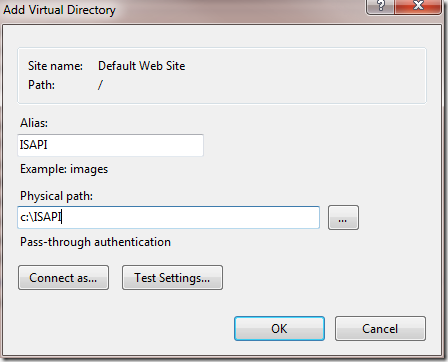 Add Virtual Directory
?
Site name: Default Web Site
Path: /
Alias:
ISAPI
Example: images
Physical path:
c:\ISAPI
...
Pass-through authentication
Connect as... Test Settings...
OK Cancel